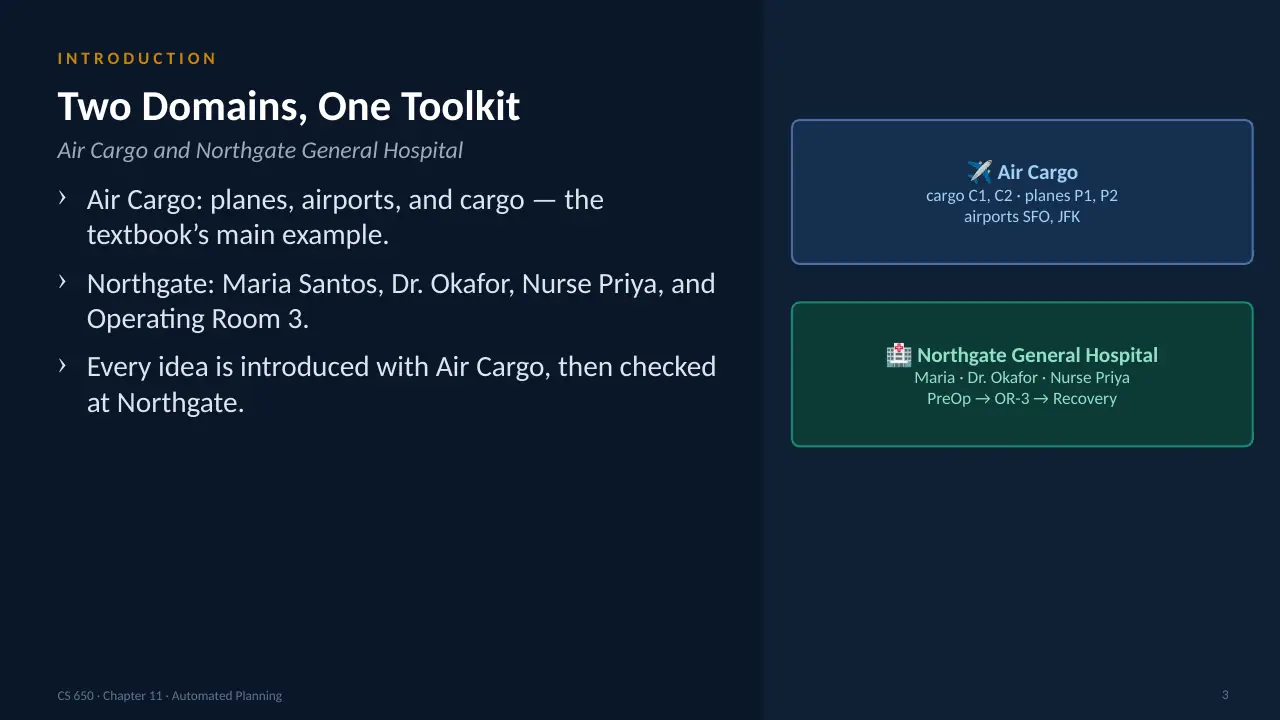 INTRODUCTION
Two Domains, One Toolkit
Air Cargo and Northgate General Hospital
› Air Cargo: planes, airports, and cargo — the
textbook’s main example.
› Northgate: Maria Santos, Dr. Okafor, Nurse Priya, and
Operating Room 3.
› Every idea is introduced with Air Cargo, then checked
at Northgate.
✈️ Air Cargo
cargo C1, C2 · planes P1, P2
airports SFO, JFK
🏥 Northgate General Hospital
Maria · Dr. Okafor · Nurse Priya
PreOp → OR-3 → Recovery
CS 650 · Chapter 11 · Automated Planning
3